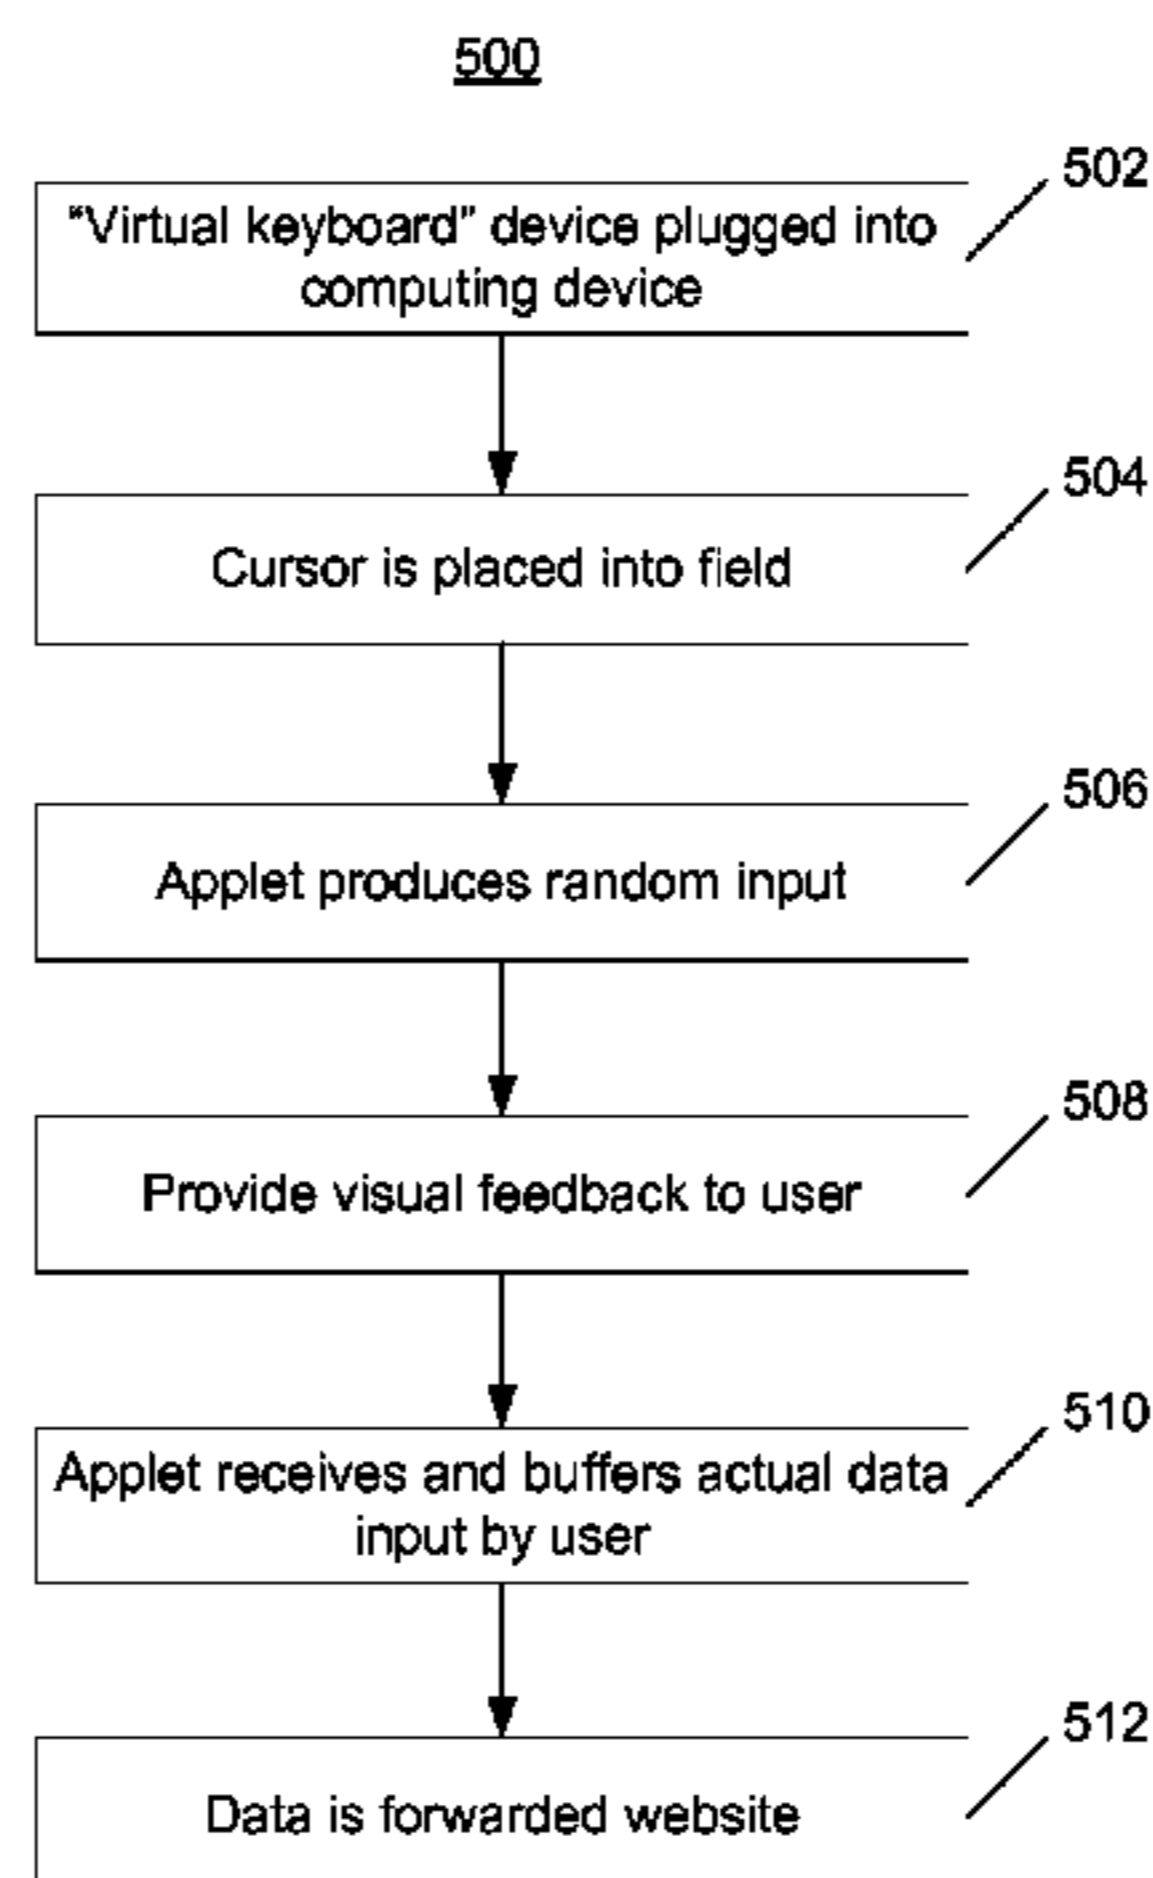 500
502
“Virtual keyboard” device plugged into
computing device
504
Cursor is placed into field
506
Applet produces random input
508
Provide visual feedback to user
510
Applet receives and buffers actual data
input by user
512
Data is forwarded website